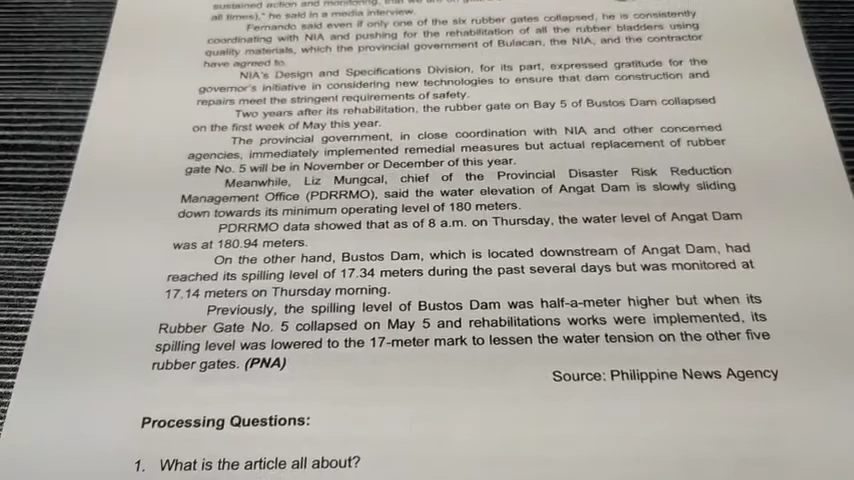 sustained action and monitoring, that we are on
all times)," he said in a media interview.
Fernando said even if only one of the six rubber gates collapsed, he is consistently
coordinating with NIA and pushing for the rehabilitation of all the rubber bladders using
quality materials, which the provincial government of Bulacan, the NIA, and the contractor
have agreed to.
NIA's Design and Specifications Division, for its part, expressed gratitude for the
governor's initiative in considering new technologies to ensure that dam construction and
repairs meet the stringent requirements of safety.
Two years after its rehabilitation, the rubber gate on Bay 5 of Bustos Dam collapsed
on the first week of May this year.
The provincial government, in close coordination with NIA and other concerned
agencies, immediately implemented remedial measures but actual replacement of rubber
gate No. 5 will be in November or December of this year.
Meanwhile, Liz Mungcal, chief of the Provincial Disaster Risk Reduction
Management Office (PDRRMO), said the water elevation of Angat Dam is slowly sliding
down towards its minimum operating level of 180 meters.
PDRRMO data showed that as of 8 a.m. on Thursday, the water level of Angat Dam
was at 180.94 meters.
On the other hand, Bustos Dam, which is located downstream of Angat Dam, had
reached its spilling level of 17.34 meters during the past several days but was monitored at
17.14 meters on Thursday morning.
Previously, the spilling level of Bustos Dam was half-a-meter higher but when its
Rubber Gate No. 5 collapsed on May 5 and rehabilitations works were implemented, its
spilling level was lowered to the 17-meter mark to lessen the water tension on the other five
rubber gates. (PNA)
Source: Philippine News Agency
Processing Questions:
1. What is the article all about?